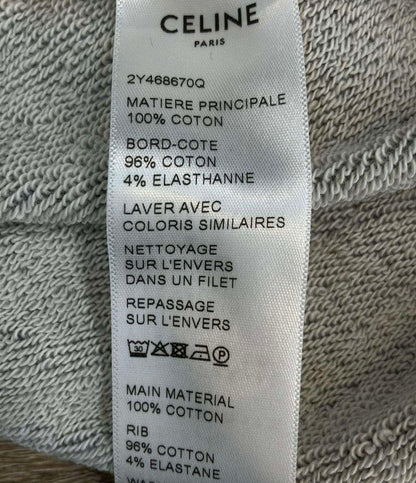 CELINE
PARIS
2Y468670Q
MATIERE PRINCIPALE
100% COTON
BORD-COTE
96% COTON
4% ELASTHANNE
LAVER AVEC
COLORIS SIMILAIRES
NETTOYAGE
SUR L'ENVERS
DANS UN FILET
REPASSAGE
SUR L'ENVERS
30 P
MAIN MATERIAL
100% COTTON
RIB
96% COTTON
4% ELASTANE